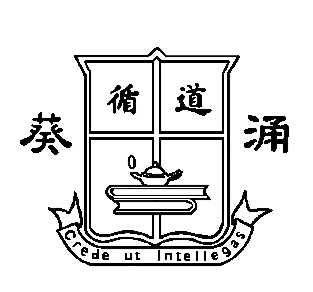 循道
葵涌
Crede ut Intellegas